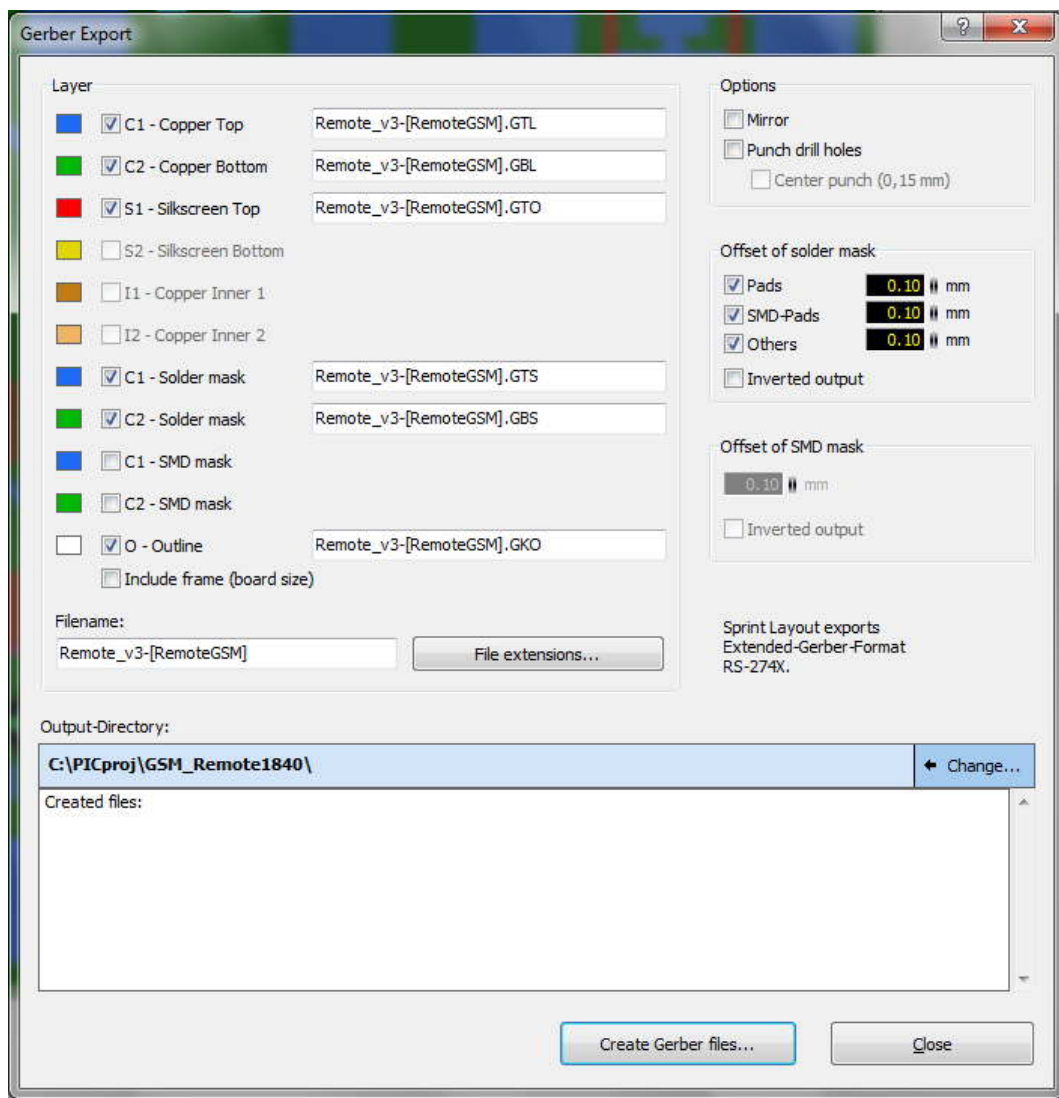 Gerber Export
Layer
C1 - Copper Top
Remote_v3-[RemoteGSM].GTL
C2 - Copper Bottom
Remote_v3-[RemoteGSM].GBL
S1 - Silkscreen Top
Remote_v3-[RemoteGSM].GTO
S2 - Silkscreen Bottom
I1 - Copper Inner 1
I2 - Copper Inner 2
C1 - Solder mask
Remote_v3-[RemoteGSM].GTS
C2 - Solder mask
Remote_v3-[RemoteGSM].GBS
C1 - SMD mask
C2 - SMD mask
O - Outline
Remote_v3-[RemoteGSM].GKO
Include frame (board size)
Filename:
Remote_v3-[RemoteGSM]
File extensions...
Options
Mirror
Punch drill holes
Center punch (0,15 mm)
Offset of solder mask
Pads 0.10 mm
SMD-Pads 0.10 mm
Others 0.10 mm
Inverted output
Offset of SMD mask
0.10 mm
Inverted output
Sprint Layout exports
Extended-Gerber-Format
RS-274X.
Output-Directory:
C:\PICproj\GSM_Remote1840\
Change...
Created files:
Create Gerber files...
Close